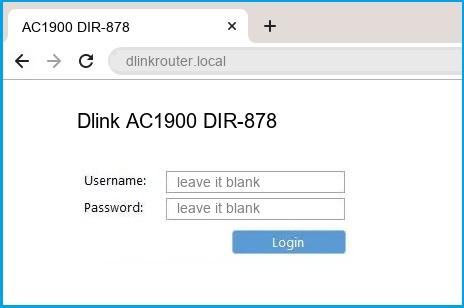 AC1900 DIR-878
dlinkrouter.local
Dlink AC1900 DIR-878
Username: leave it blank
Password: leave it blank
Login